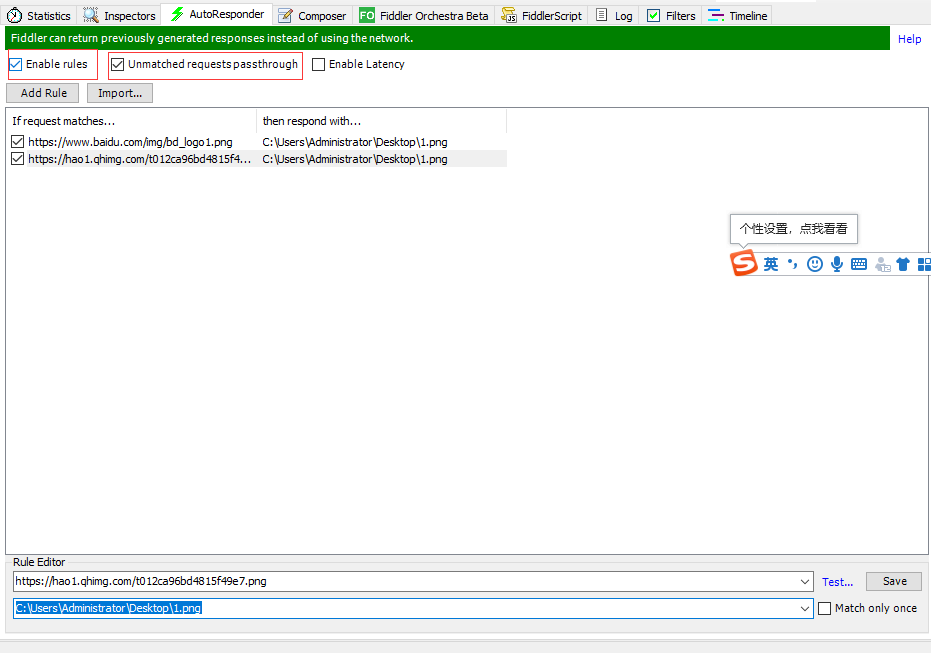 Statistics Inspectors AutoResponder Composer FO Fiddler Orchestra Beta FiddlerScript Log Filters Timeline
Fiddler can return previously generated responses instead of using the network. Help
Enable rules Unmatched requests passthrough Enable Latency
Add Rule Import...
If request matches... then respond with...
https://www.baidu.com/img/bd_logo1.png C:\Users\Administrator\Desktop\1.png
https://hao1.qhimg.com/t012ca96bd4815f4... C:\Users\Administrator\Desktop\1.png
个性设置，点我看看
S 英
Rule Editor
https://hao1.qhimg.com/t012ca96bd4815f49e7.png Test... Save
C:\Users\Administrator\Desktop\1.png Match only once